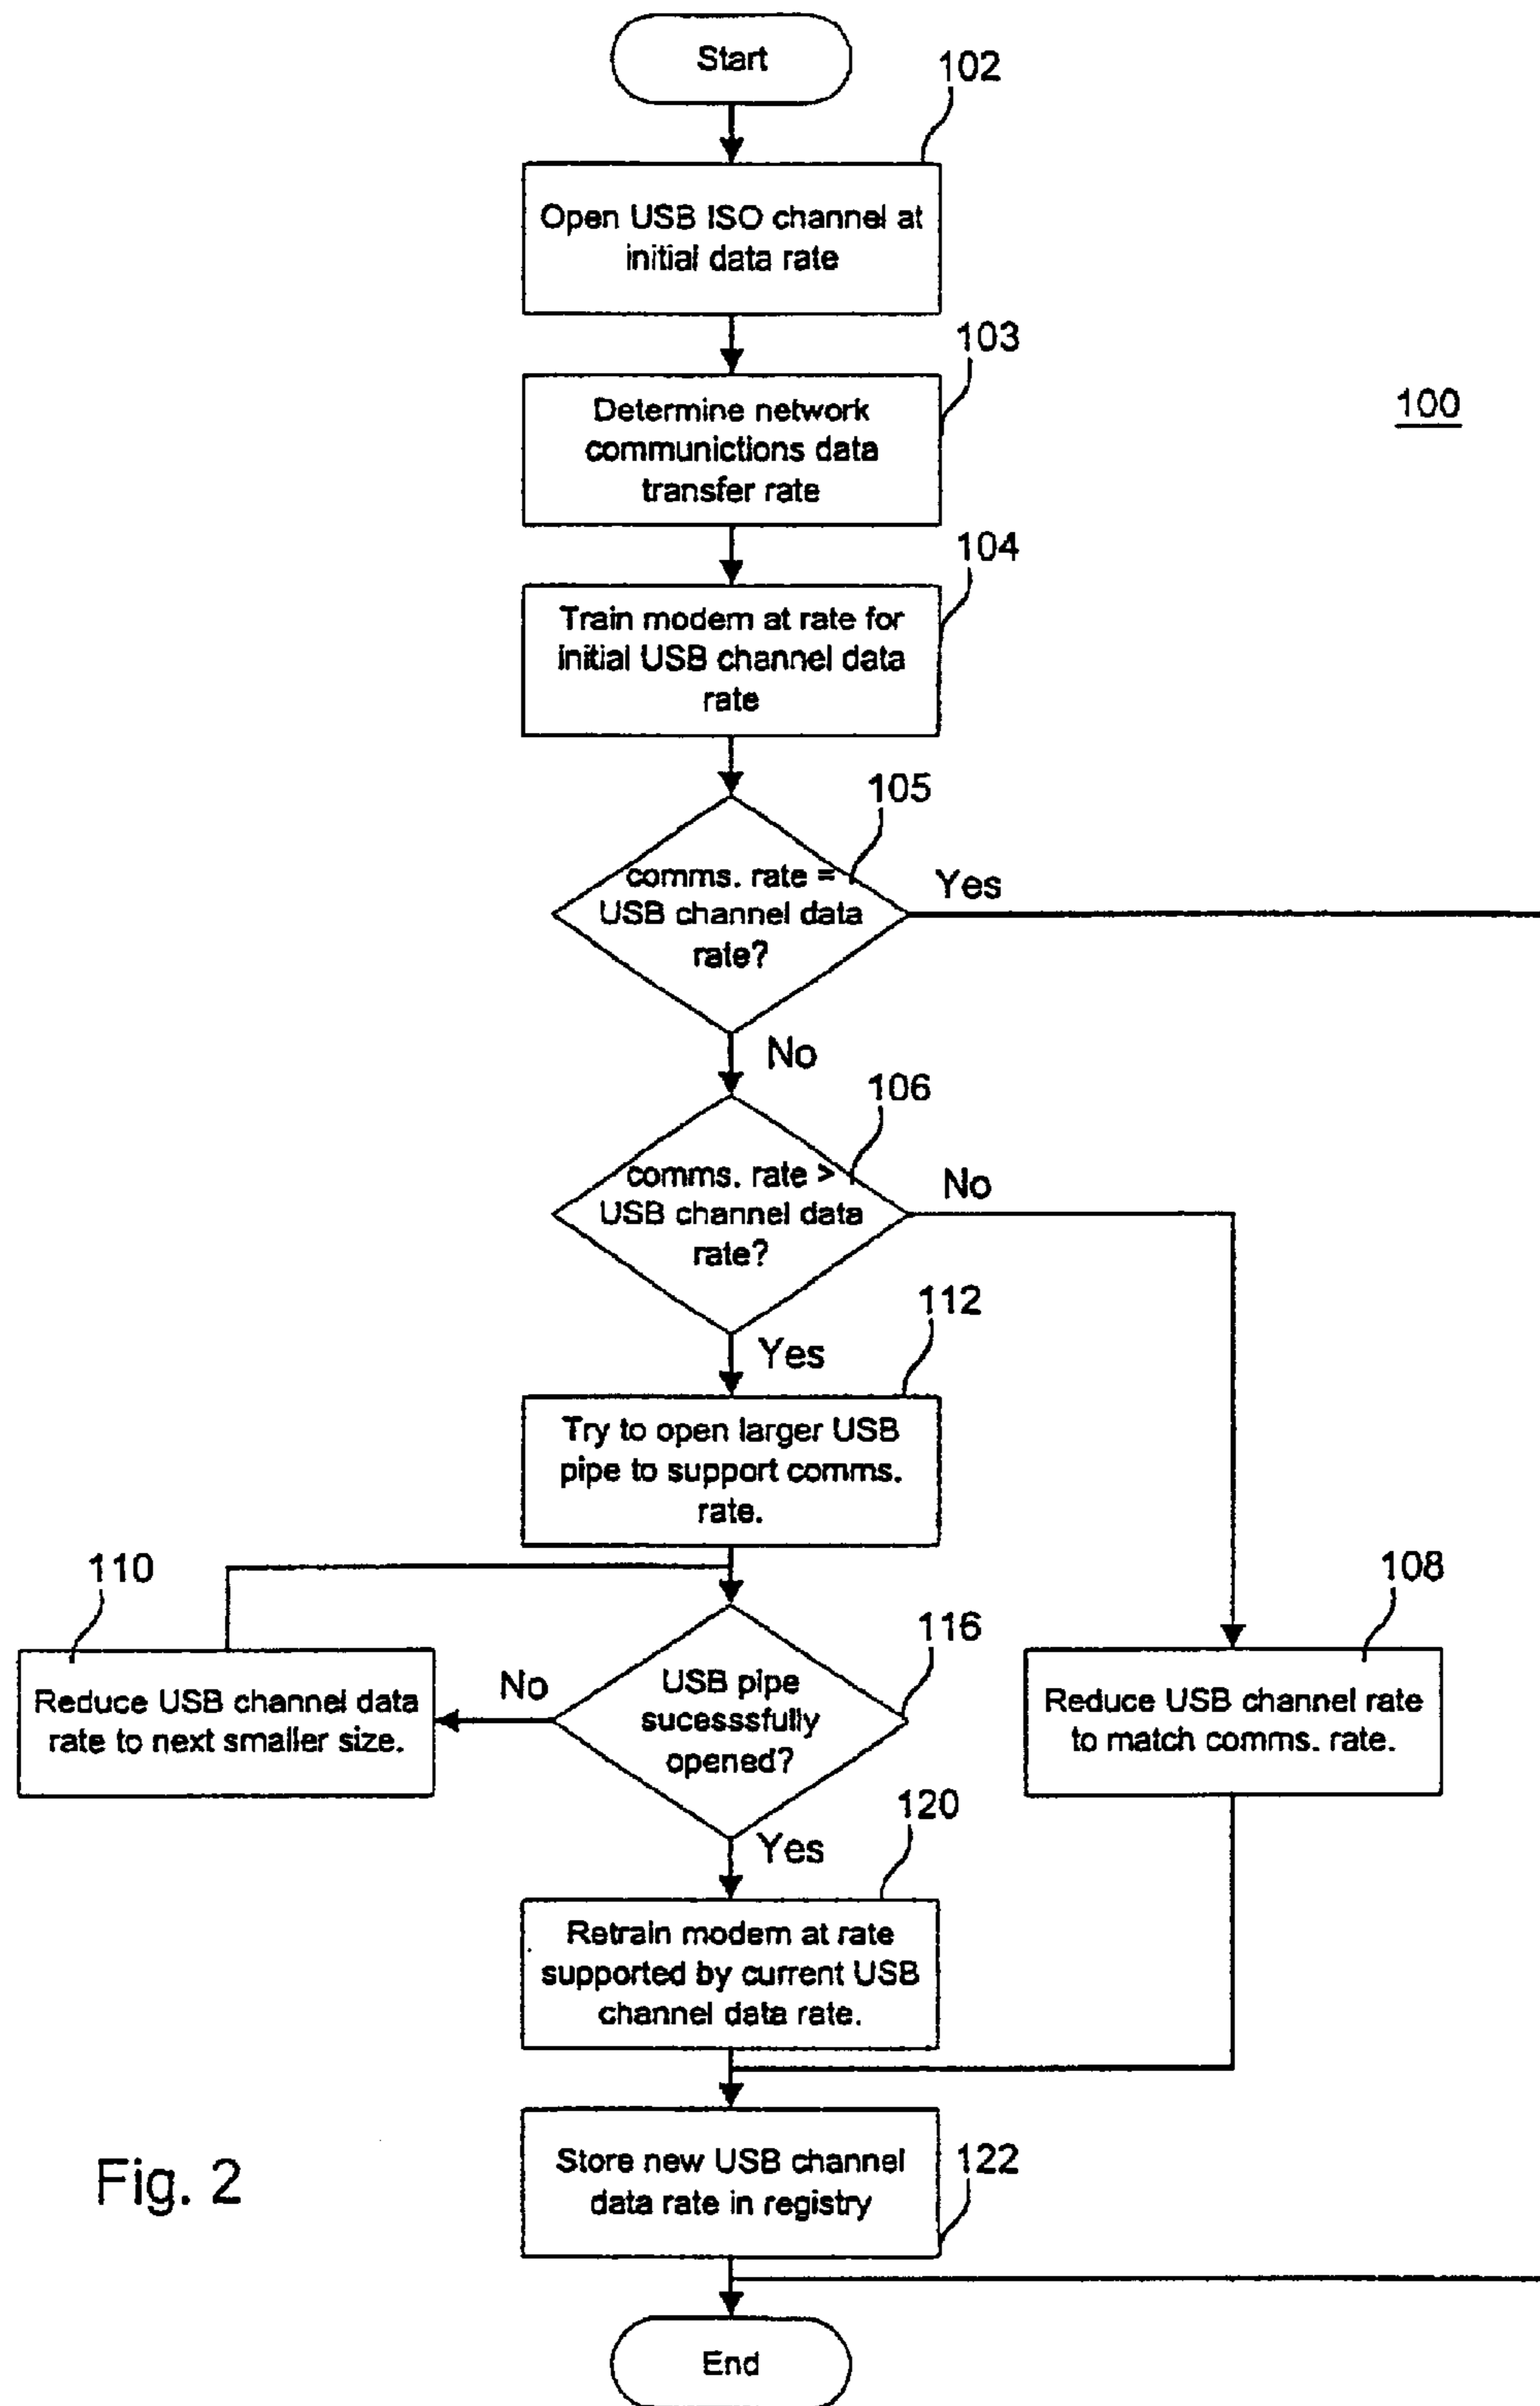 Start
102
Open USB ISO channel at
initial data rate
103
Determine network
communictions data
transfer rate
100
104
Train modem at rate for
initial USB channel data
rate
105
comms. rate =
USB channel data
rate?
Yes
No
106
comms. rate >
USB channel data
rate?
No
Yes
112
Try to open larger USB
pipe to support comms.
rate.
110
Reduce USB channel data
rate to next smaller size.
No
116
USB pipe
sucesssfully
opened?
108
Reduce USB channel rate
to match comms. rate.
Yes
120
Retrain modem at rate
supported by current USB
channel data rate.
Store new USB channel
data rate in registry
122
Fig. 2
End